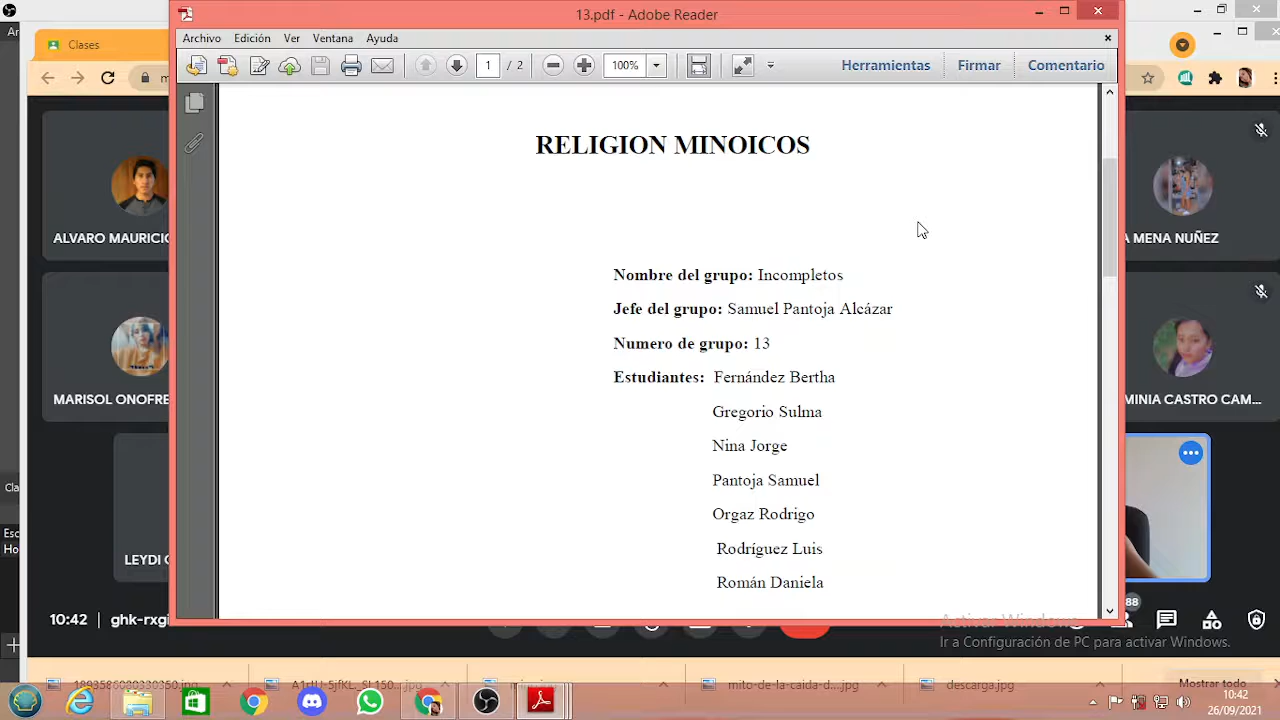 13.pdf - Adobe Reader
Clases
Archivo Edición Ver Ventana Ayuda
1 / 2 100% Herramientas Firmar Comentario
RELIGION MINOICOS
ALVARO MAURICIO
A MENA NUÑEZ
Nombre del grupo: Incompletos
Jefe del grupo: Samuel Pantoja Alcázar
Numero de grupo: 13
Estudiantes: Fernández Bertha
MARISOL ONOFRE
MINIA CASTRO CAM...
Gregorio Sulma
Nina Jorge
Pantoja Samuel
Orgaz Rodrigo
Rodríguez Luis
LEYDI
Román Daniela
88
10:42 | ghk-rxgi
Activar Windows
Ir a Configuración de PC para activar Windows.
mito-de-la-caida-d....jpg
descarga.jpg
Mostrar todo
10:42
26/09/2021